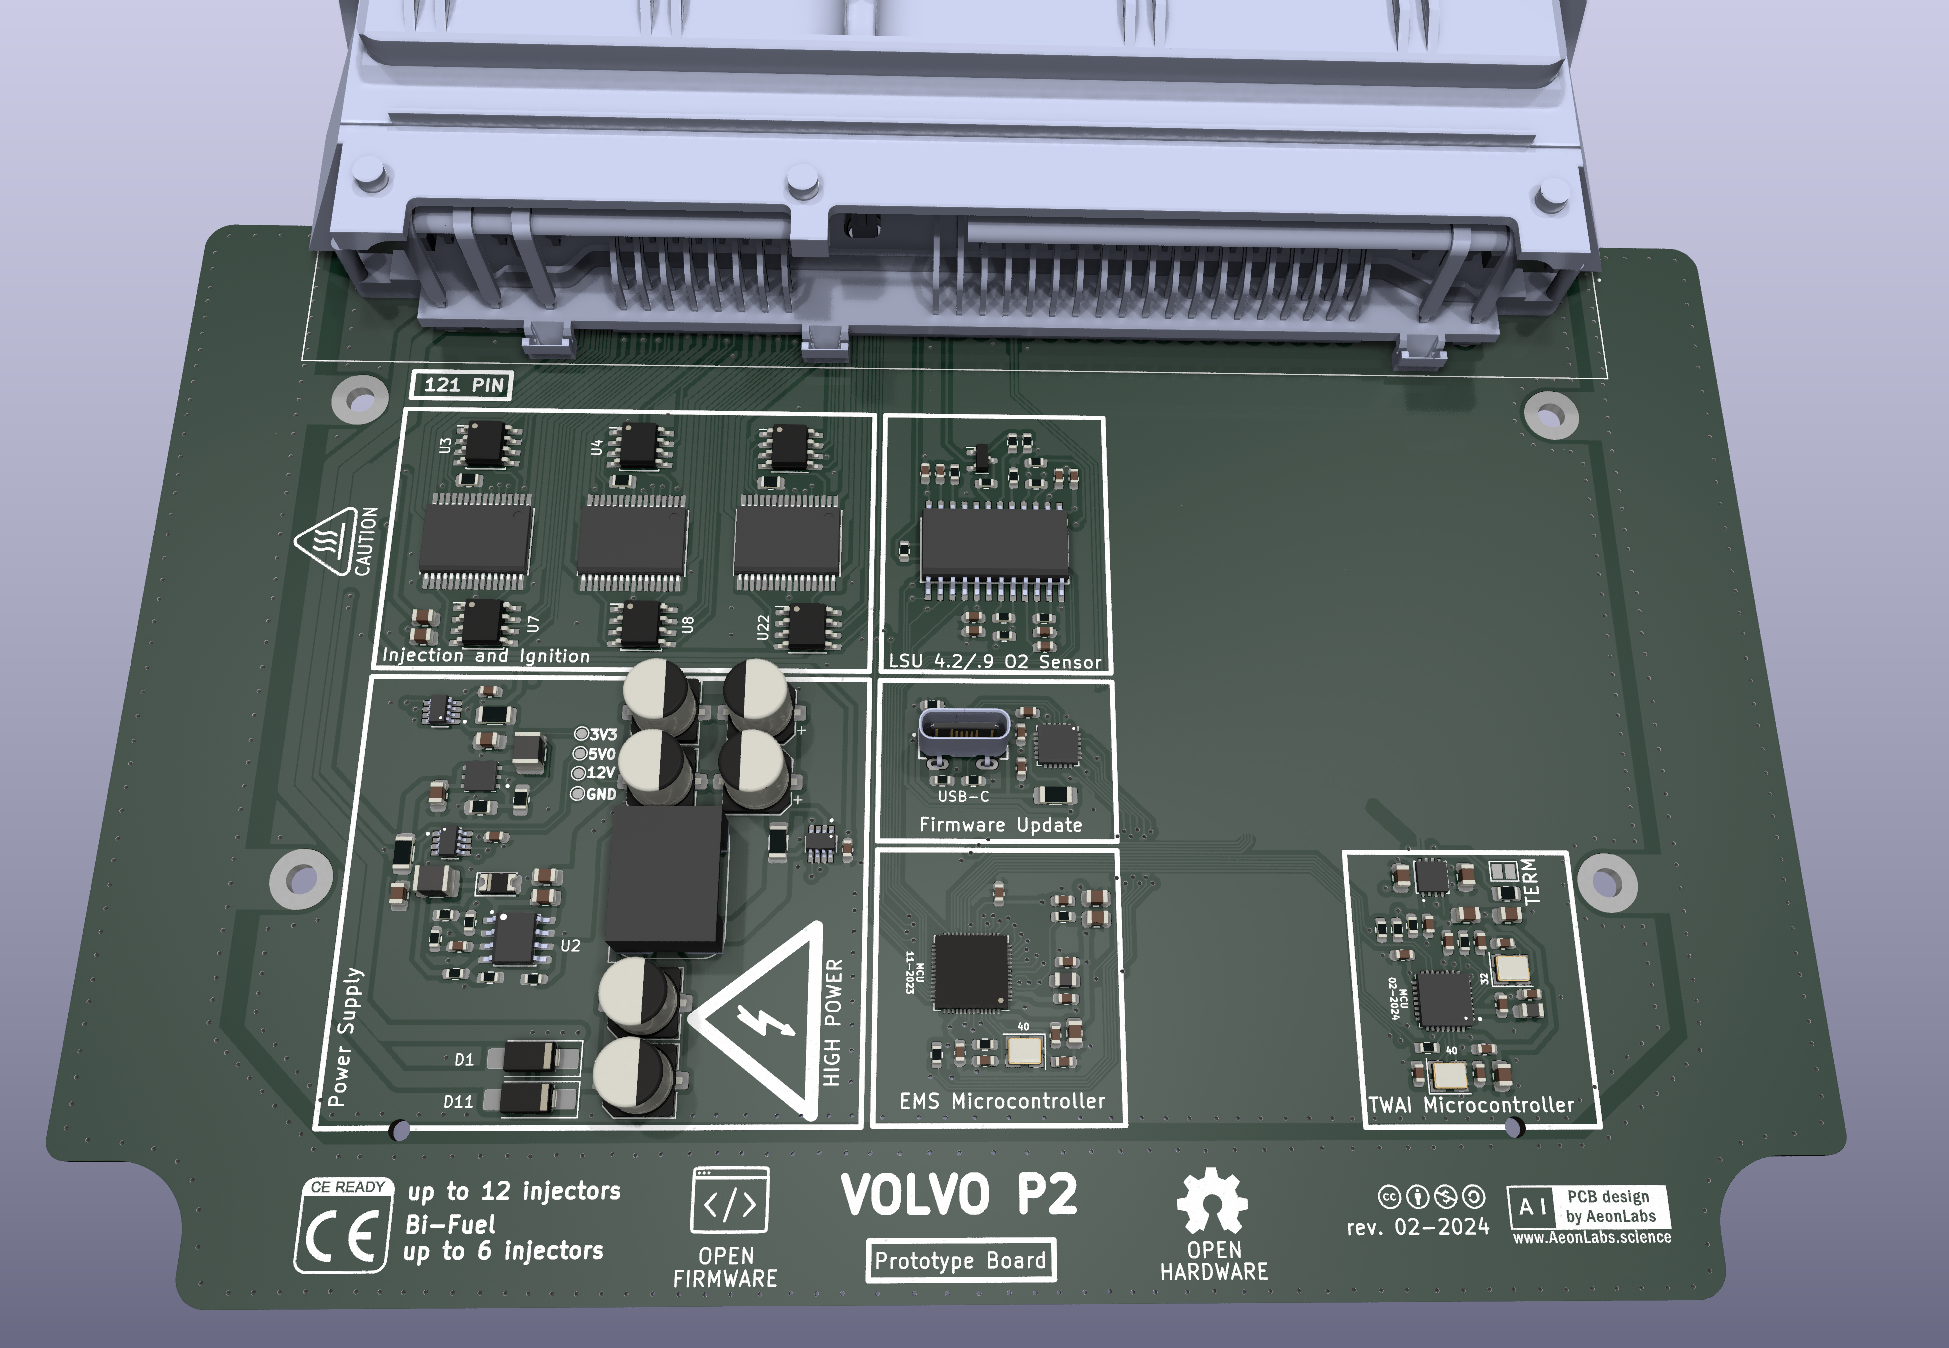 121 PIN
U3
U4
CAUTION
U7
U8
U22
Injection and Ignition
LSU 4.2/.9 O2 Sensor
3V3
5V0
12V
GND
+
+
USB-C
Firmware Update
U2
Power Supply
HIGH POWER
D1
D11
MCU
11-2023
40
EMS Microcontroller
TERM
32
MCU
02-2024
40
TWAI Microcontroller
CE READY
CE
up to 12 injectors
Bi-Fuel
up to 6 injectors
</>
OPEN
FIRMWARE
VOLVO P2
Prototype Board
OPEN
HARDWARE
cc
rev. 02-2024
AI
PCB design
by AeonLabs
www.AeonLabs.science